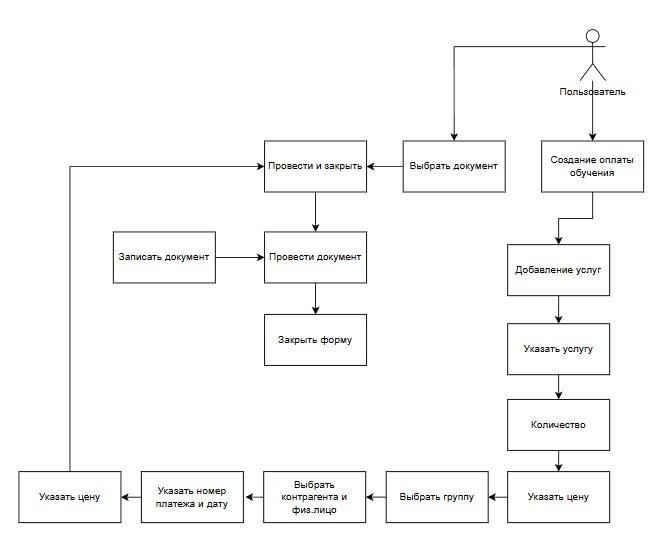 Пользователь
Провести и закрыть
Выбрать документ
Создание оплаты
обучения
Записать документ
Провести документ
Добавление услуг
Закрыть форму
Указать услугу
Количество
Указать цену
Указать номер
платежа и дату
Выбрать
контрагента и
физ.лицо
Выбрать группу
Указать цену